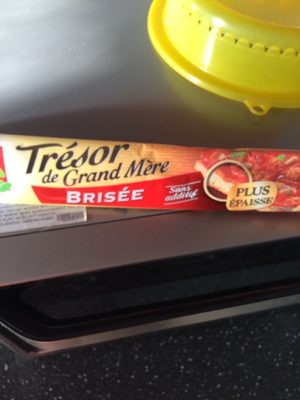 Trésor
de Grand Mère
BRISÉE
Sans
additif
PLUS
ÉPAISSE